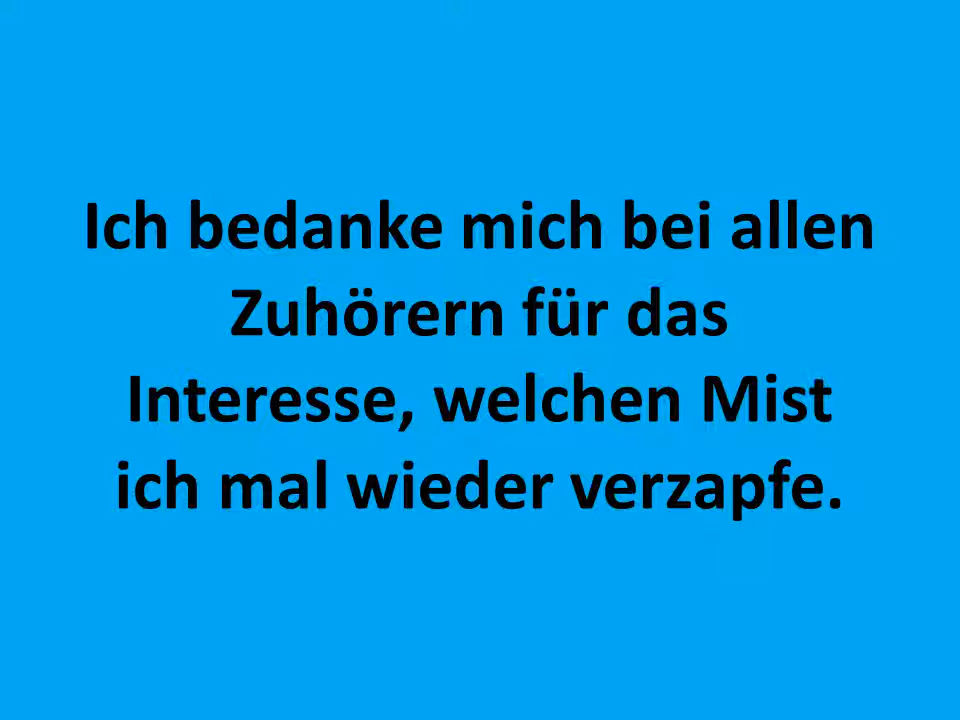 Ich bedanke mich bei allen
Zuhörern für das
Interesse, welchen Mist
ich mal wieder verzapfe.